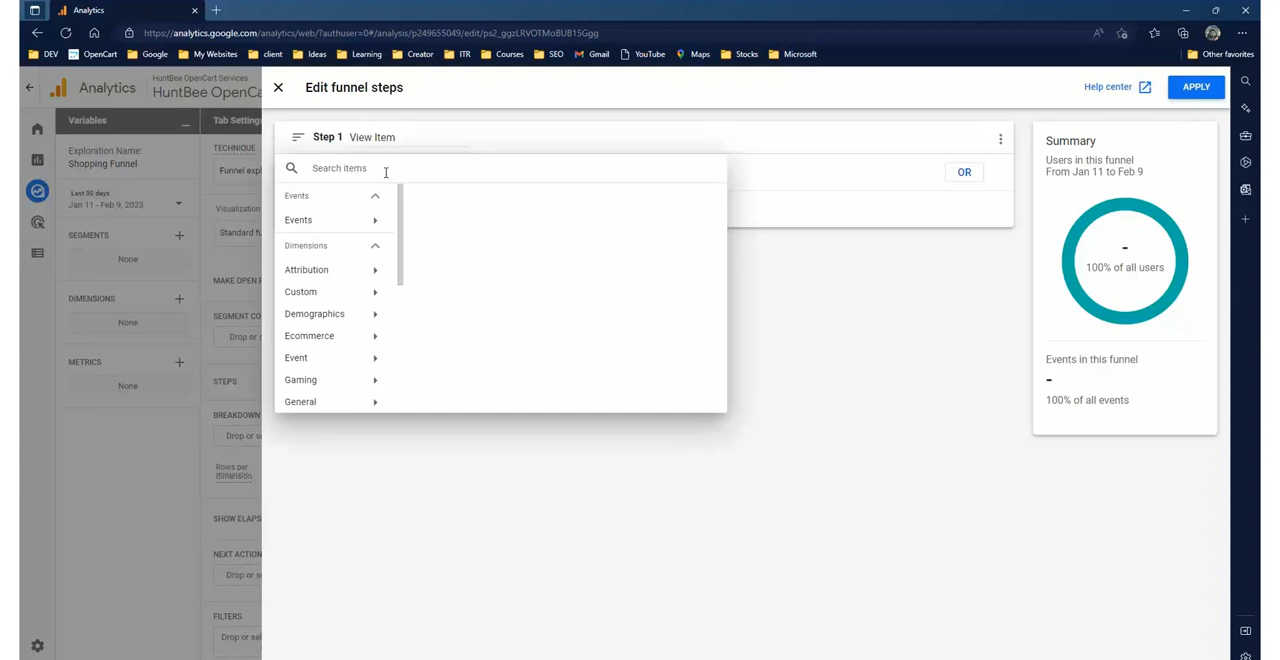 Analytics
https://analytics.google.com/analytics/web/?authuser=0#/analysis/p249655049/edit/ps2_ggzLRVOTMoBUB15Ggg
DEV OpenCart Google My Websites client Ideas Learning Creator ITR Courses SEO Gmail YouTube Maps Stocks Microsoft Other favorites
Analytics
HuntBee OpenCart Services
HuntBee OpenCa
Edit funnel steps
Help center
APPLY
Variables
Tab Settin
Exploration Name:
Shopping Funnel
Last 30 days
Jan 11 - Feb 9, 2023
SEGMENTS
None
DIMENSIONS
None
METRICS
None
TECHNIQUE
Funnel explo
Visualization
Standard fu
MAKE OPEN F
SEGMENT CO
Drop or se
STEPS
BREAKDOWN
Drop or se
Rows per
dimension
SHOW ELAPS
NEXT ACTION
Drop or se
FILTERS
Drop or sel
Step 1 View Item
Search items
OR
Events
Events
Dimensions
Attribution
Custom
Demographics
Ecommerce
Event
Gaming
General
Summary
Users in this funnel
From Jan 11 to Feb 9
-
100% of all users
Events in this funnel
-
100% of all events